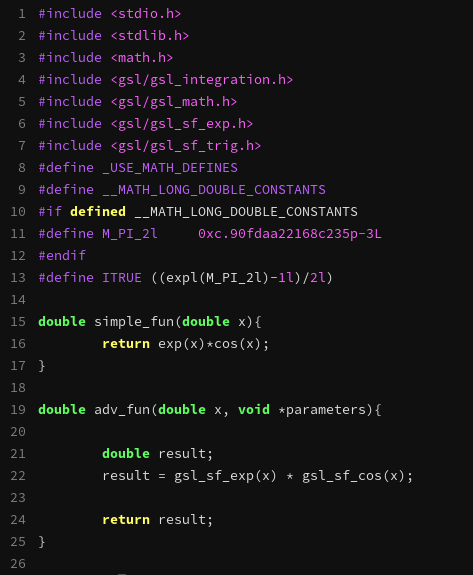 1 #include <stdio.h>
2 #include <stdlib.h>
3 #include <math.h>
4 #include <gsl/gsl_integration.h>
5 #include <gsl/gsl_math.h>
6 #include <gsl/gsl_sf_exp.h>
7 #include <gsl/gsl_sf_trig.h>
8 #define _USE_MATH_DEFINES
9 #define __MATH_LONG_DOUBLE_CONSTANTS
10 #if defined __MATH_LONG_DOUBLE_CONSTANTS
11 #define M_PI_2l     0xc.90fdaa22168c235p-3L
12 #endif
13 #define ITRUE ((expl(M_PI_2l)-1l)/2l)
14
15 double simple_fun(double x){
16         return exp(x)*cos(x);
17 }
18
19 double adv_fun(double x, void *parameters){
20
21         double result;
22         result = gsl_sf_exp(x) * gsl_sf_cos(x);
23
24         return result;
25 }
26